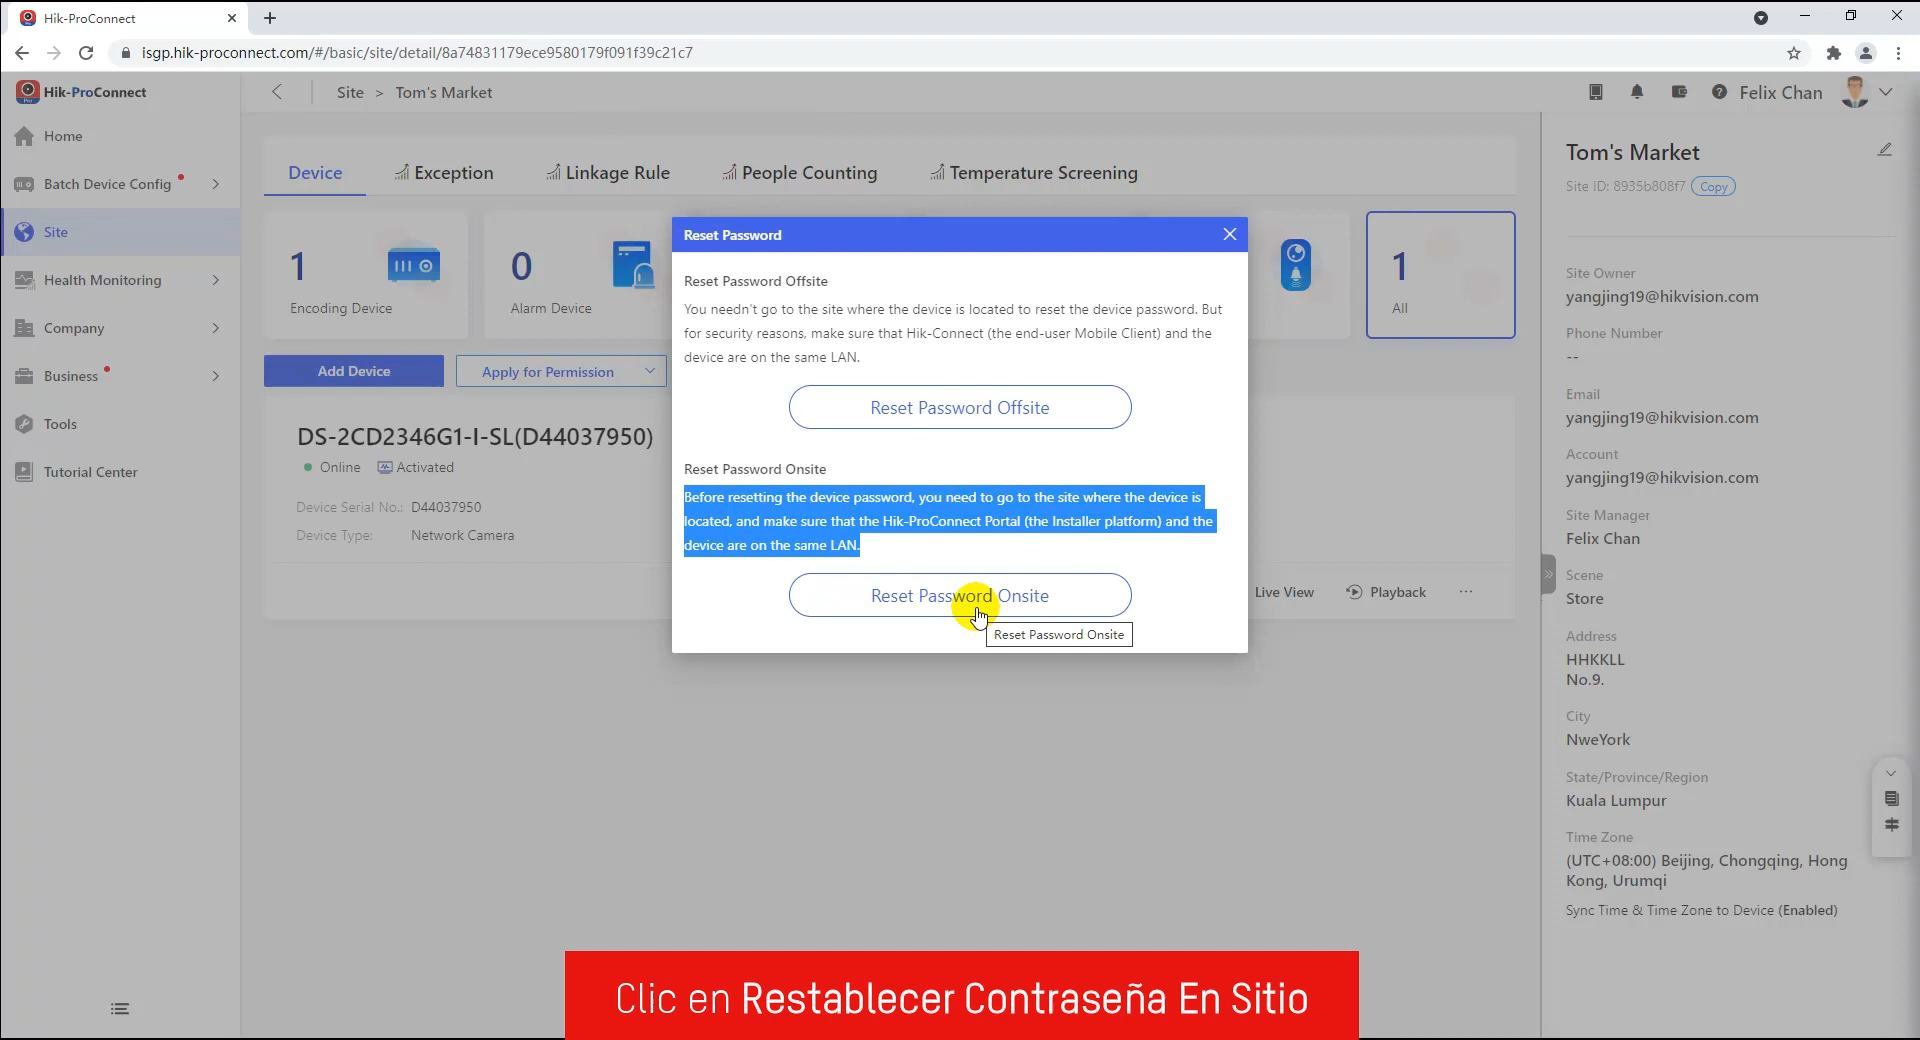 Hik-ProConnect
isgp.hik-proconnect.com/#/basic/site/detail/8a74831179ece9580179f091f39c21c7
Hik-ProConnect
Site > Tom's Market
Felix Chan
Home
Batch Device Config
Site
Health Monitoring
Company
Business
Tools
Tutorial Center
Device
Exception
Linkage Rule
People Counting
Temperature Screening
1
Encoding Device
0
Alarm Device
1
All
Add Device
Apply for Permission
DS-2CD2346G1-I-SL(D44037950)
Online
Activated
Device Serial No.: D44037950
Device Type: Network Camera
Live View
Playback
Reset Password
Reset Password Offsite
You needn't go to the site where the device is located to reset the device password. But
for security reasons, make sure that Hik-Connect (the end-user Mobile Client) and the
device are on the same LAN.
Reset Password Offsite
Reset Password Onsite
Before resetting the device password, you need to go to the site where the device is
located, and make sure that the Hik-ProConnect Portal (the Installer platform) and the
device are on the same LAN.
Reset Password Onsite
Reset Password Onsite
Tom's Market
Site ID: 8935b808f7 Copy
Site Owner
yangjing19@hikvision.com
Phone Number
--
Email
yangjing19@hikvision.com
Account
yangjing19@hikvision.com
Site Manager
Felix Chan
Scene
Store
Address
HHKKLL
No.9.
City
NweYork
State/Province/Region
Kuala Lumpur
Time Zone
(UTC+08:00) Beijing, Chongqing, Hong
Kong, Urumqi
Sync Time & Time Zone to Device (Enabled)
Clic en Restablecer Contraseña En Sitio